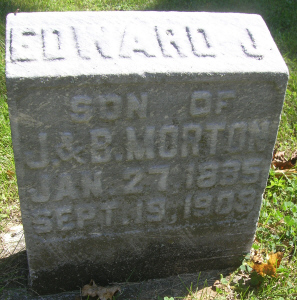 EDWARD J.
SON OF
J. & B. MORTON
JAN. 27, 1885
SEPT. 19, 1909